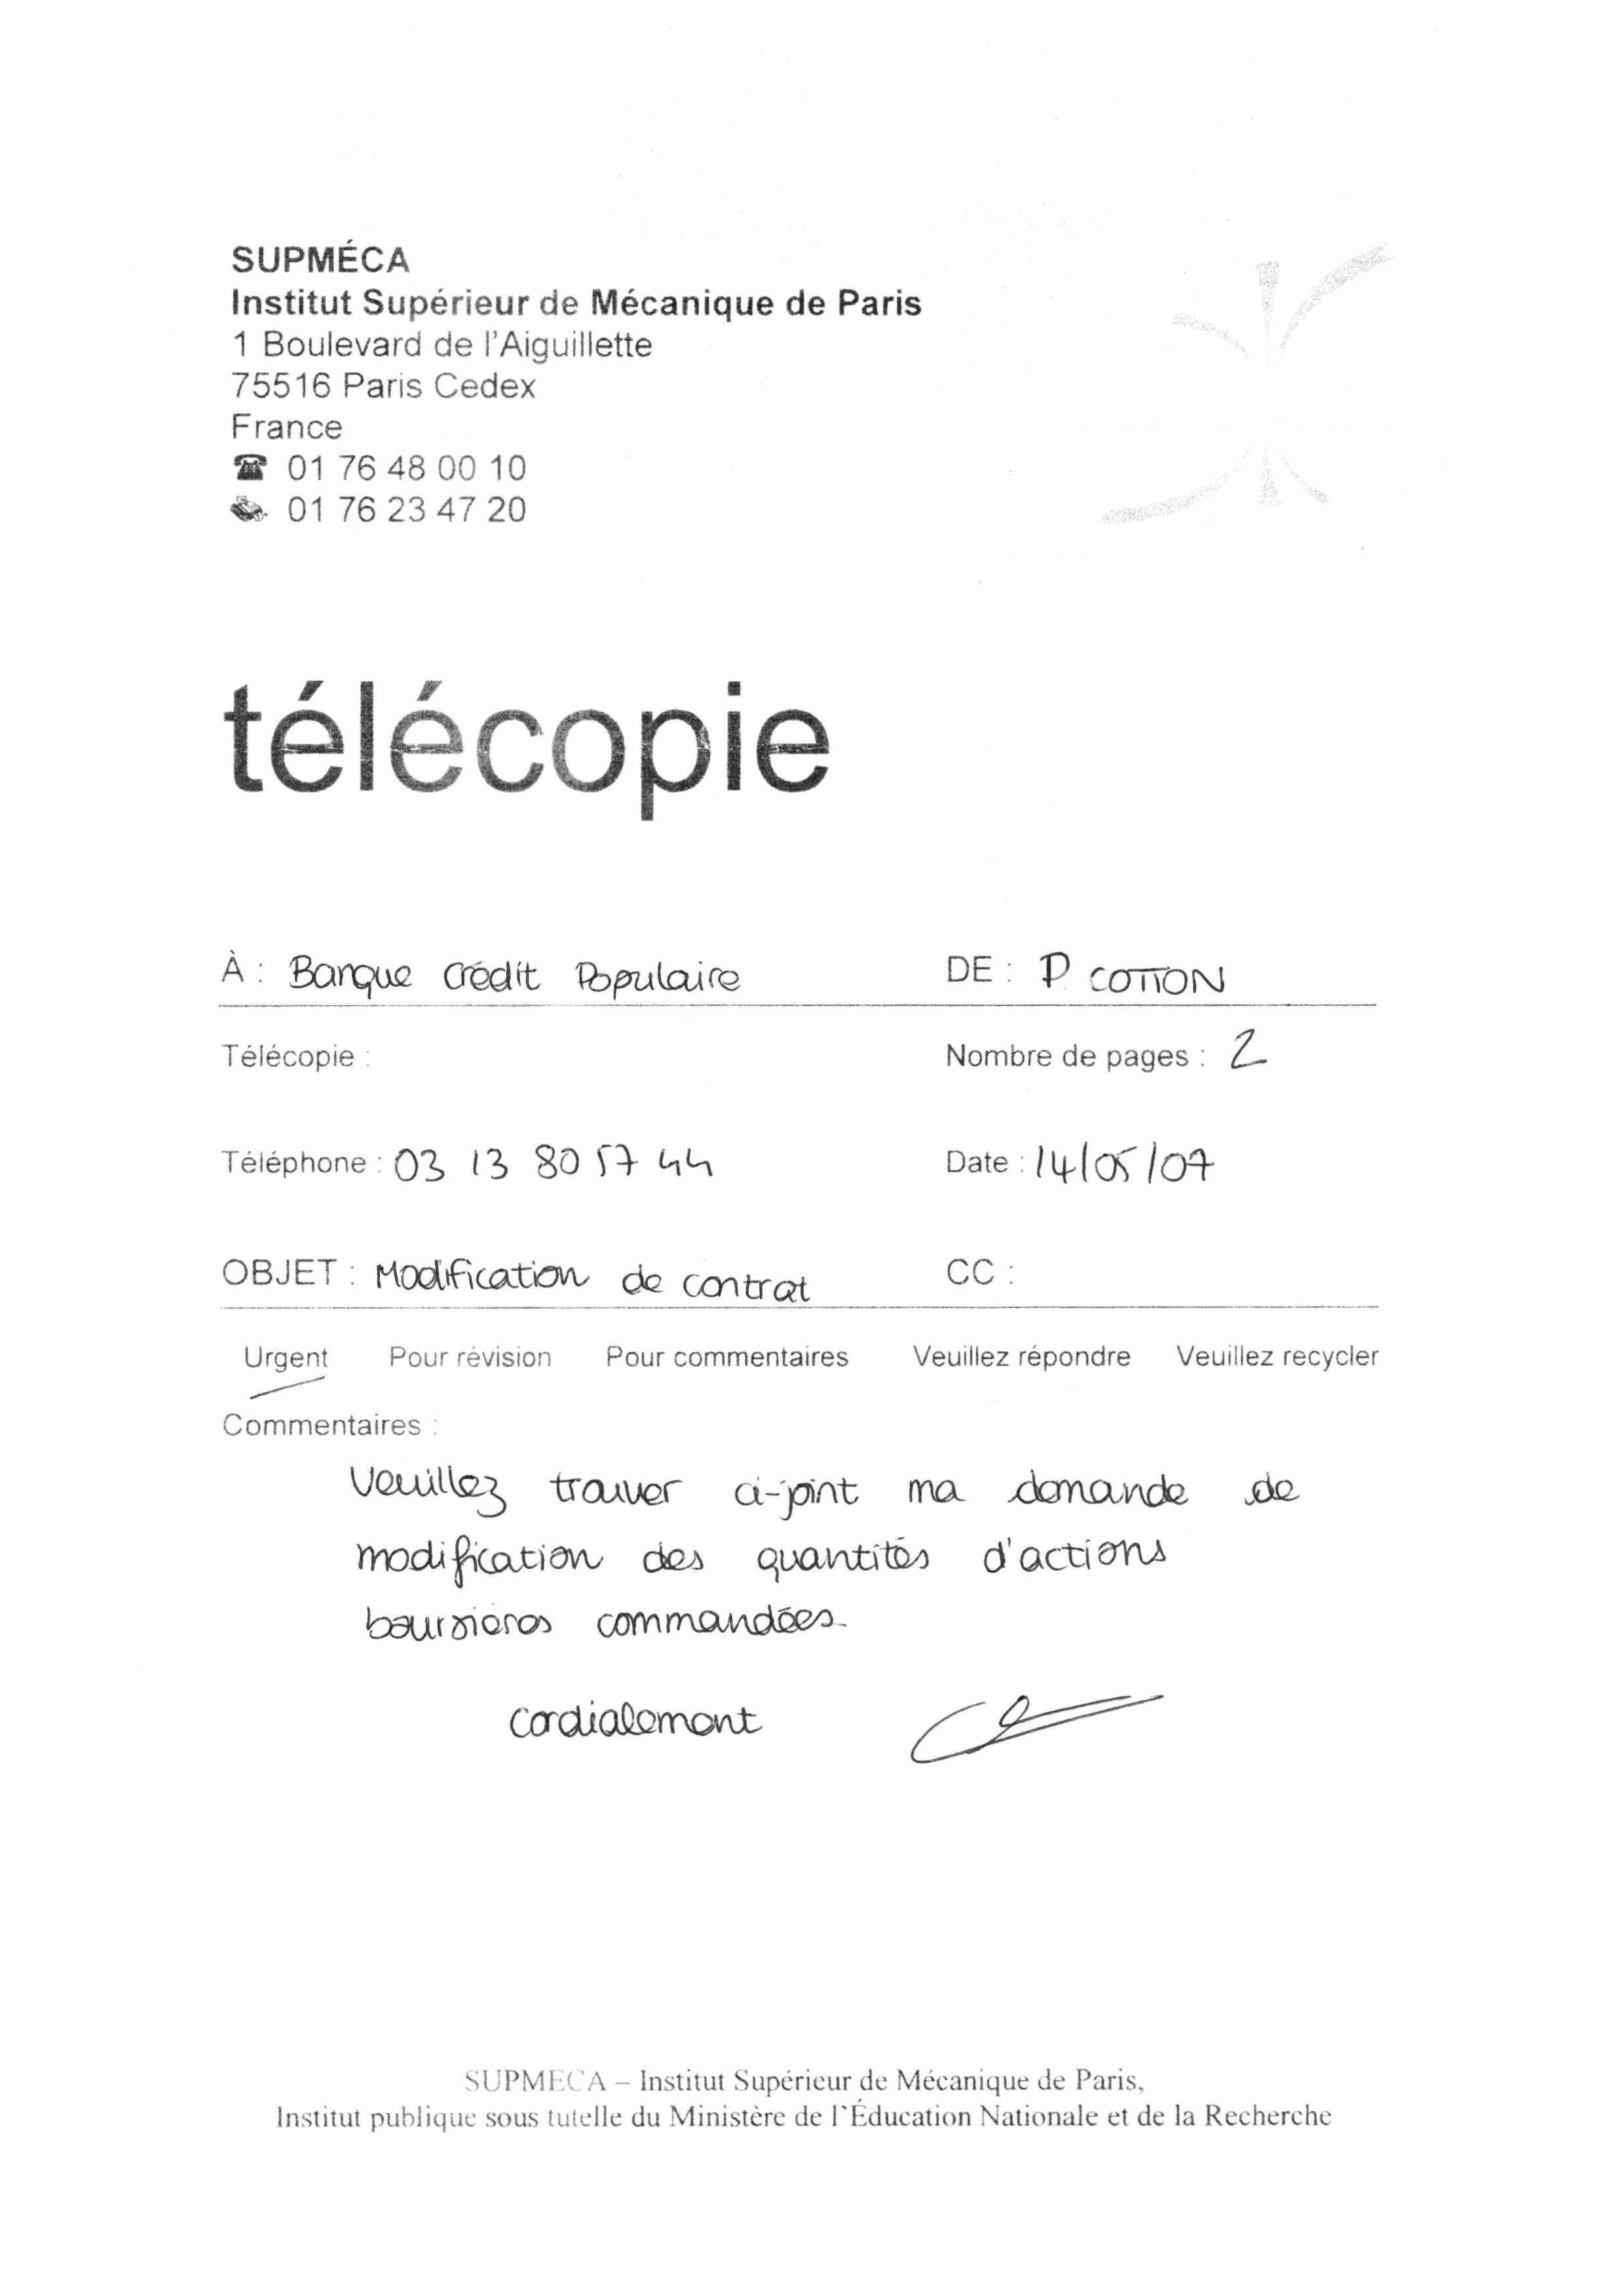 SUPMÉCA
Institut Supérieur de Mécanique de Paris
1 Boulevard de l'Aiguillette
75516 Paris Cedex
France
☎ 01 76 48 00 10
01 76 23 47 20
télécopie
À : Banque Crédit Populaire DE : P COTTON
Télécopie : Nombre de pages : 2
Téléphone : 03 13 80 57 44 Date : 14/05/07
OBJET : Modification de contrat CC :
Urgent Pour révision Pour commentaires Veuillez répondre Veuillez recycler
Commentaires :
Veuillez trouver ci-joint ma demande de
modification des quantités d'actions
boursières commandées.
Cordialement
SUPMECA – Institut Supérieur de Mécanique de Paris,
Institut publique sous tutelle du Ministère de l'Éducation Nationale et de la Recherche